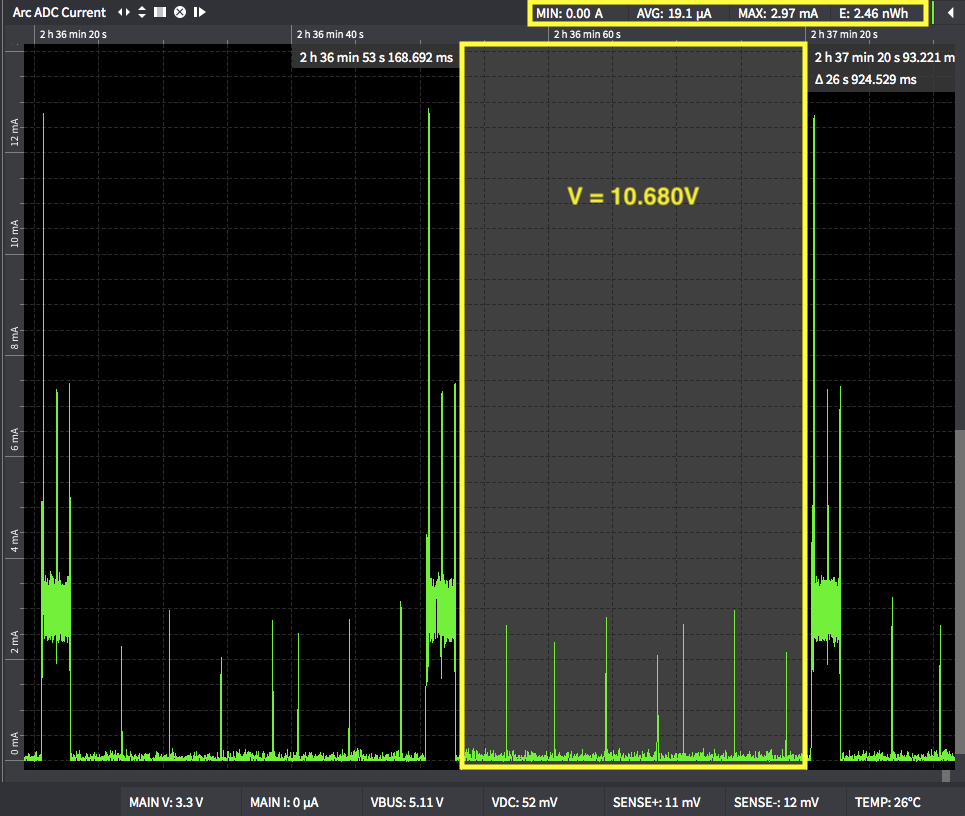 Arc ADC Current
MIN: 0.00 A AVG: 19.1 µA MAX: 2.97 mA E: 2.46 nWh
2 h 36 min 20 s 2 h 36 min 40 s 2 h 36 min 60 s 2 h 37 min 20 s
2 h 36 min 53 s 168.692 ms
2 h 37 min 20 s 93.221 m
Δ 26 s 924.529 ms
12 mA
V = 10.680V
10 mA
8 mA
6 mA
4 mA
2 mA
0 mA
MAIN V: 3.3 V MAIN I: 0 µA VBUS: 5.11 V VDC: 52 mV SENSE+: 11 mV SENSE-: 12 mV TEMP: 26°C